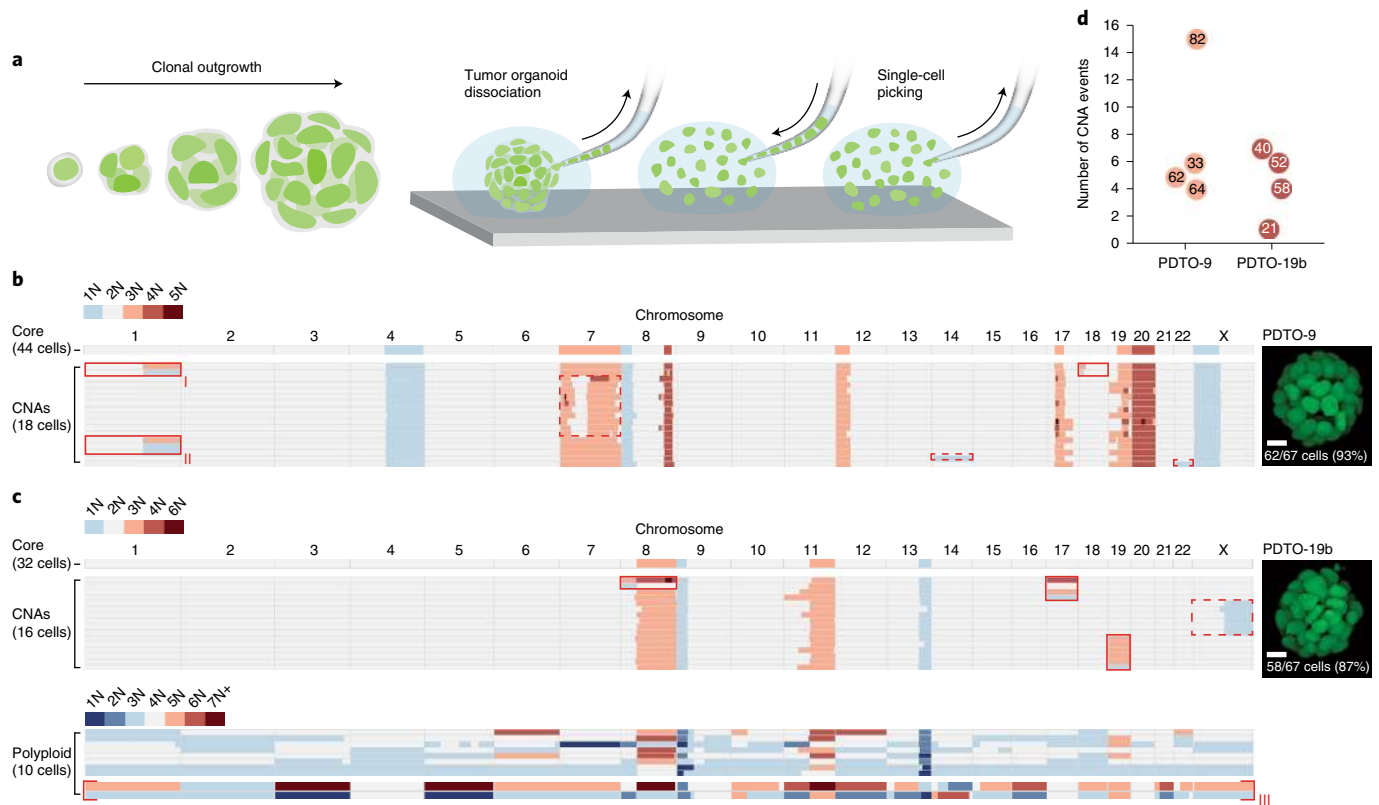 a
Clonal outgrowth
Tumor organoid
dissociation
Single-cell
picking
d
Number of CNA events
16
14
12
10
8
6
4
2
0
82
33
62
64
40
52
58
21
PDTO-9 PDTO-19b
b
1N 2N 3N 4N 5N
Chromosome
Core
(44 cells)
1 2 3 4 5 6 7 8 9 10 11 12 13 14 15 16 17 18 19 20 21 22 X
PDTO-9
CNAs
(18 cells)
I
II
62/67 cells (93%)
c
1N 2N 3N 4N 6N
Chromosome
Core
(32 cells)
1 2 3 4 5 6 7 8 9 10 11 12 13 14 15 16 17 18 19 20 21 22 X
PDTO-19b
CNAs
(16 cells)
58/67 cells (87%)
1N 2N 3N 4N 5N 6N 7N+
Polyploid
(10 cells)
III